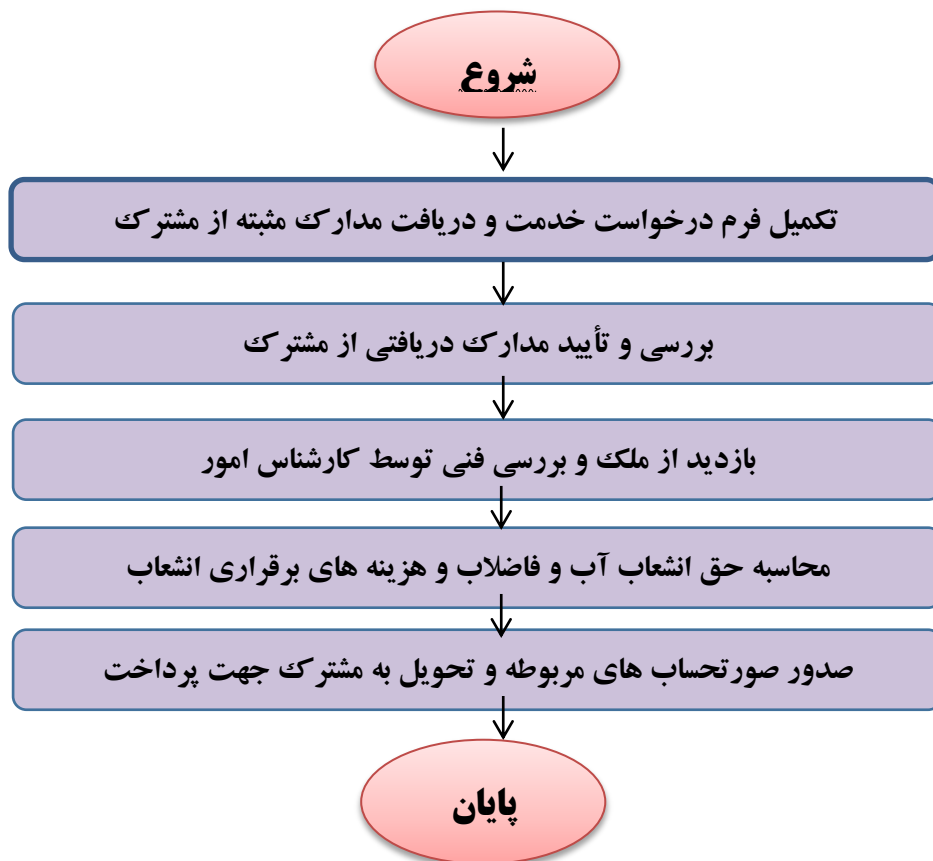 شروع
تکمیل فرم درخواست خدمت و دریافت مدارک مثبته از مشترک
بررسی و تأیید مدارک دریافتی از مشترک
بازدید از ملک و بررسی فنی توسط کارشناس امور
محاسبه حق انشعاب آب و فاضلاب و هزینه های برقراری انشعاب
صدور صورتحساب های مربوطه و تحویل به مشترک جهت پرداخت
پایان